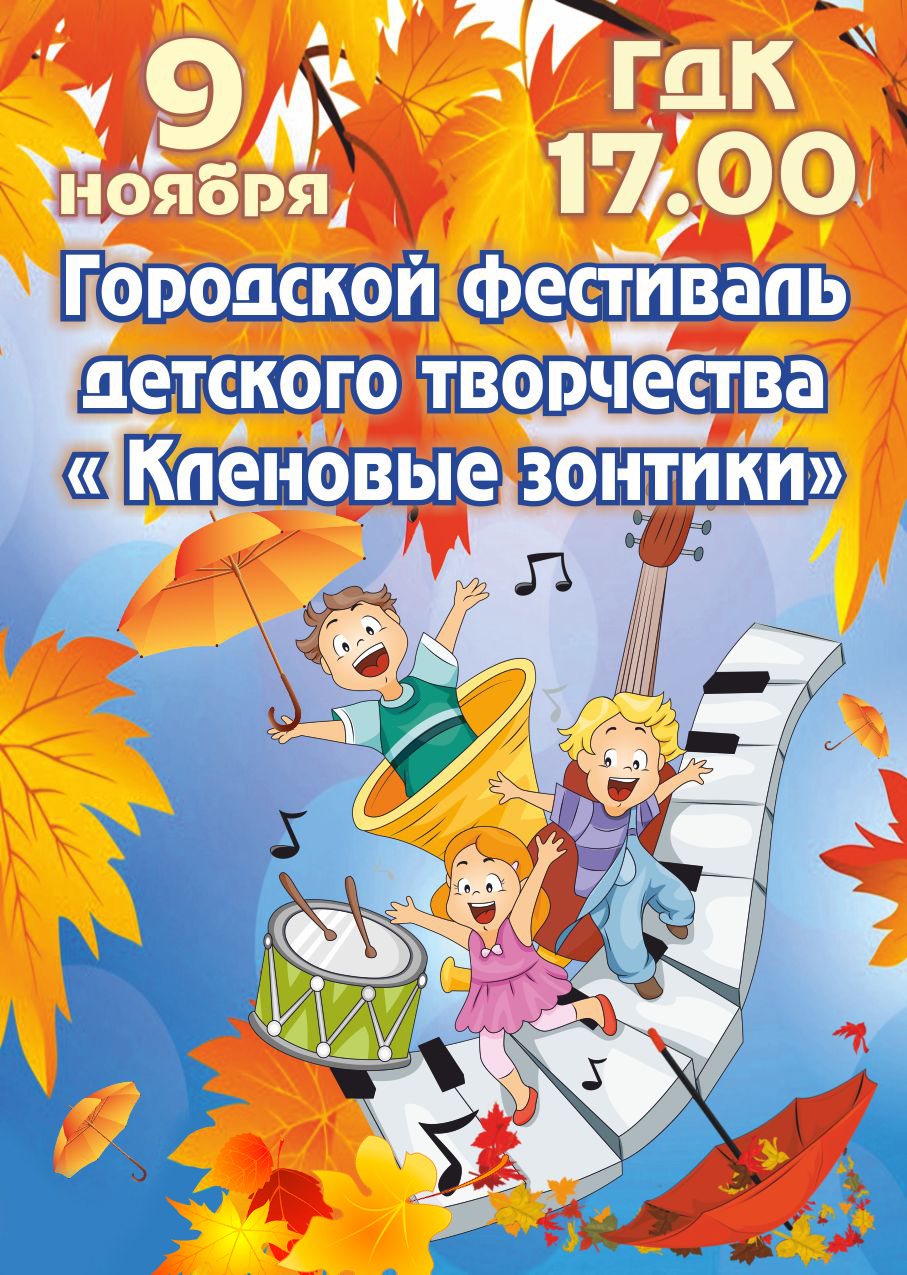 9
ноября
ГДК
17.00
Городской фестиваль
детского творчества
« Кленовые зонтики»